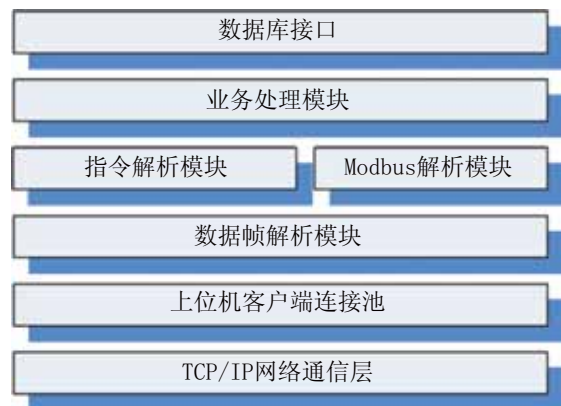 数据库接口
业务处理模块
指令解析模块
Modbus解析模块
数据帧解析模块
上位机客户端连接池
TCP/IP网络通信层